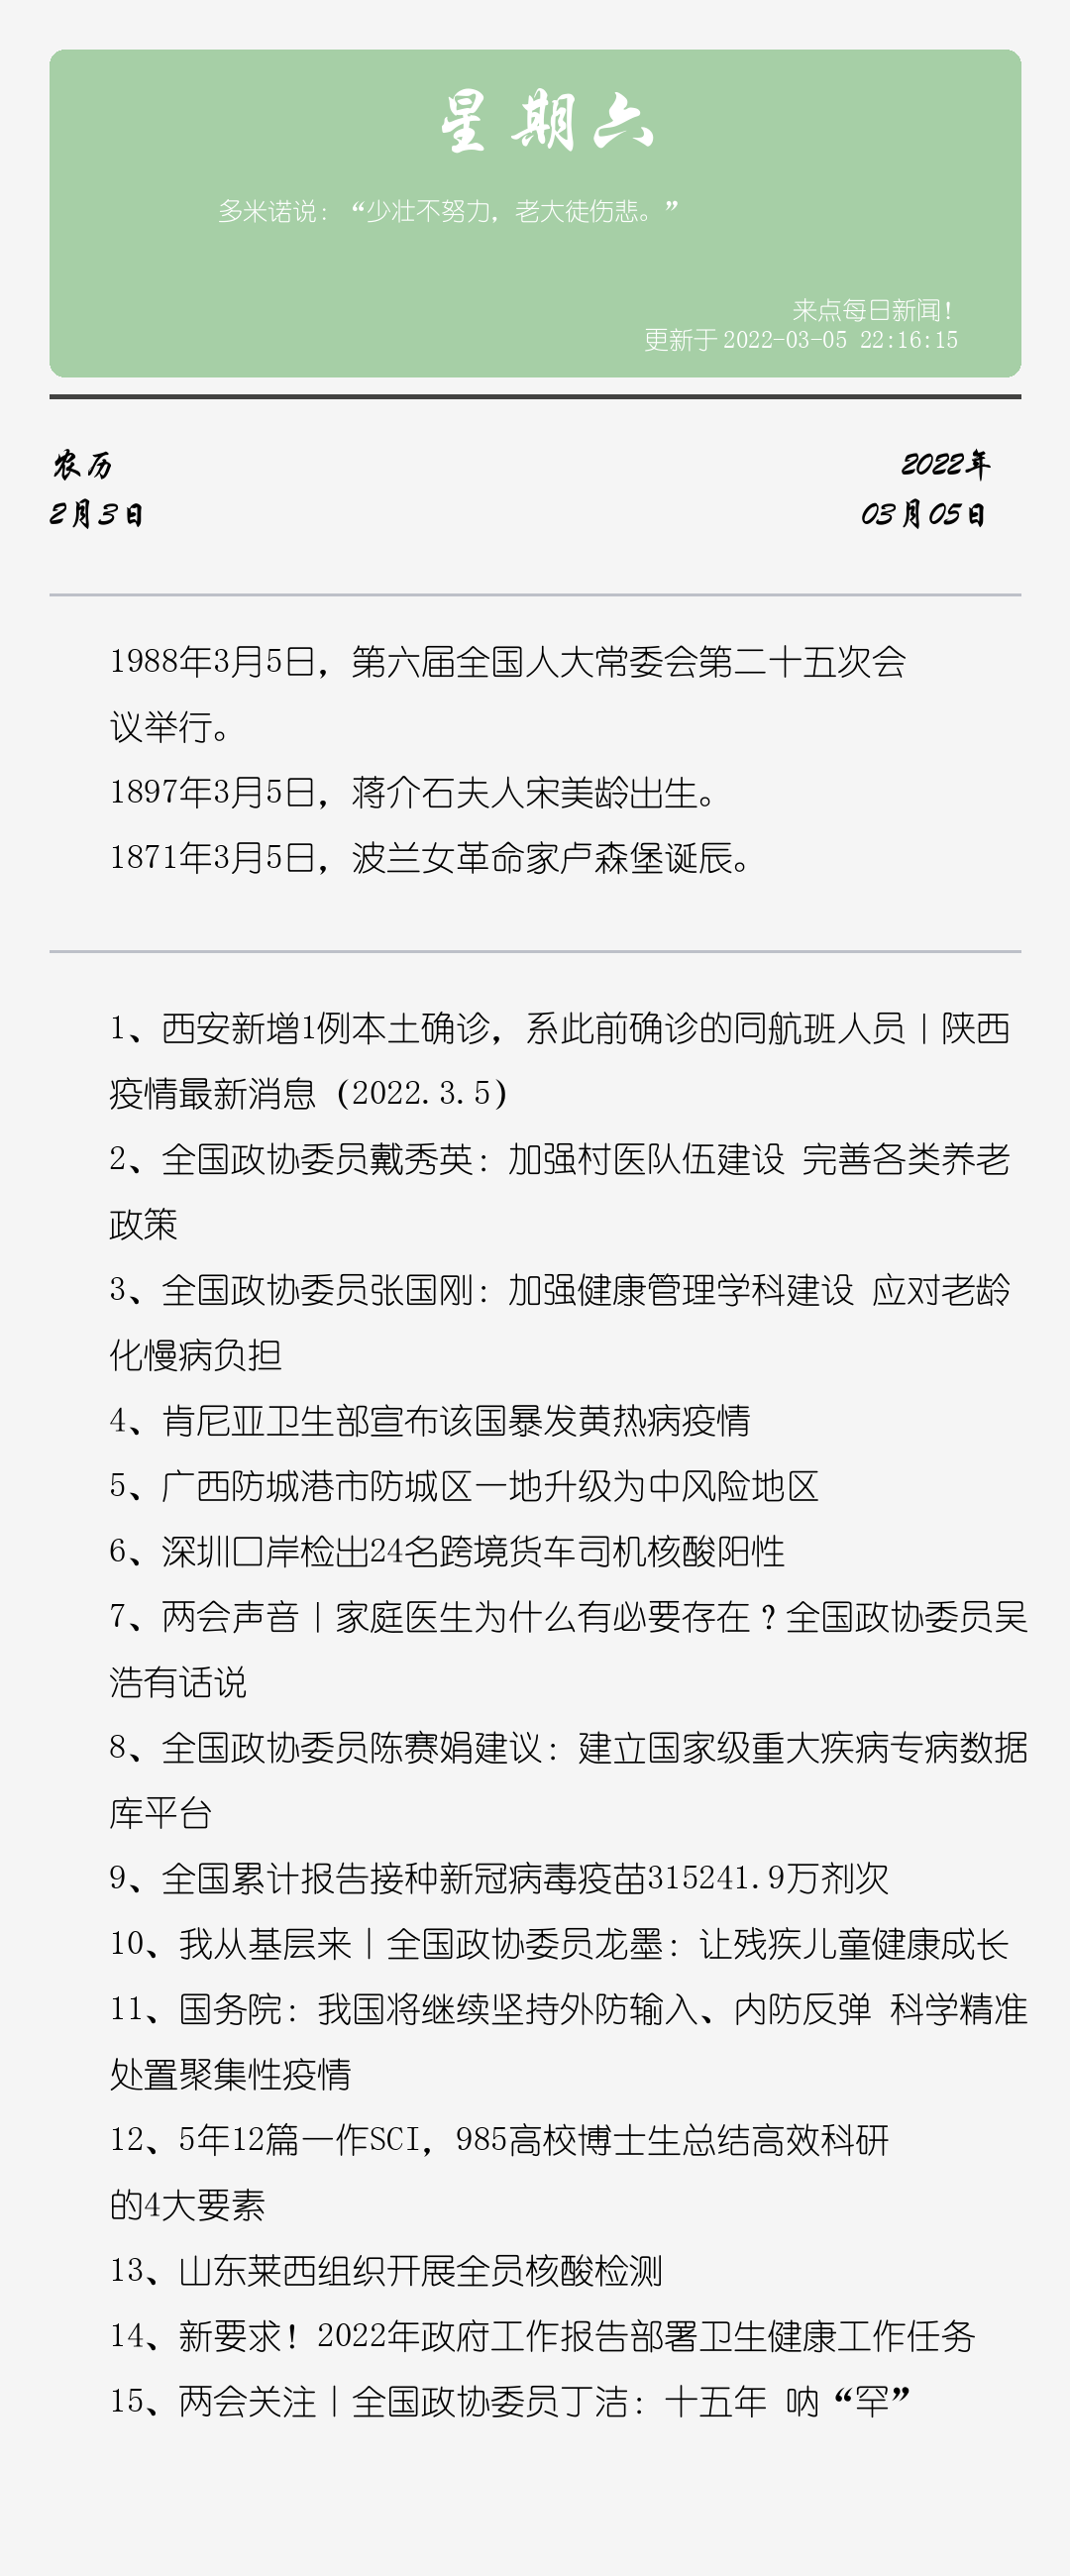 星期六
多米诺说：“少壮不努力，老大徒伤悲。”
来点每日新闻！
更新于 2022-03-05 22:16:15
农历
2022年
2月3日
03月05日
1988年3月5日，第六届全国人大常委会第二十五次会
议举行。
1897年3月5日，蒋介石夫人宋美龄出生。
1871年3月5日，波兰女革命家卢森堡诞辰。
1、西安新增1例本土确诊，系此前确诊的同航班人员｜陕西
疫情最新消息（2022.3.5）
2、全国政协委员戴秀英：加强村医队伍建设 完善各类养老
政策
3、全国政协委员张国刚：加强健康管理学科建设 应对老龄
化慢病负担
4、肯尼亚卫生部宣布该国暴发黄热病疫情
5、广西防城港市防城区一地升级为中风险地区
6、深圳口岸检出24名跨境货车司机核酸阳性
7、两会声音｜家庭医生为什么有必要存在？全国政协委员吴
浩有话说
8、全国政协委员陈赛娟建议：建立国家级重大疾病专病数据
库平台
9、全国累计报告接种新冠病毒疫苗315241.9万剂次
10、我从基层来｜全国政协委员龙墨：让残疾儿童健康成长
11、国务院：我国将继续坚持外防输入、内防反弹 科学精准
处置聚集性疫情
12、5年12篇一作SCI，985高校博士生总结高效科研
的4大要素
13、山东莱西组织开展全员核酸检测
14、新要求！2022年政府工作报告部署卫生健康工作任务
15、两会关注｜全国政协委员丁洁：十五年 呐“罕”